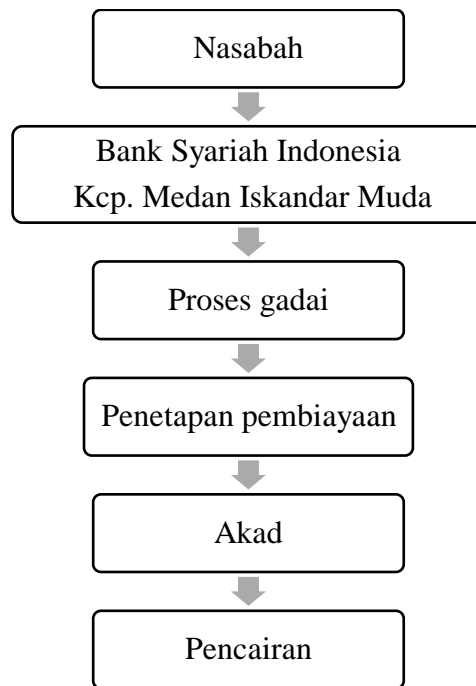 Nasabah
Bank Syariah Indonesia
Kcp. Medan Iskandar Muda
Proses gadai
Penetapan pembiayaan
Akad
Pencairan